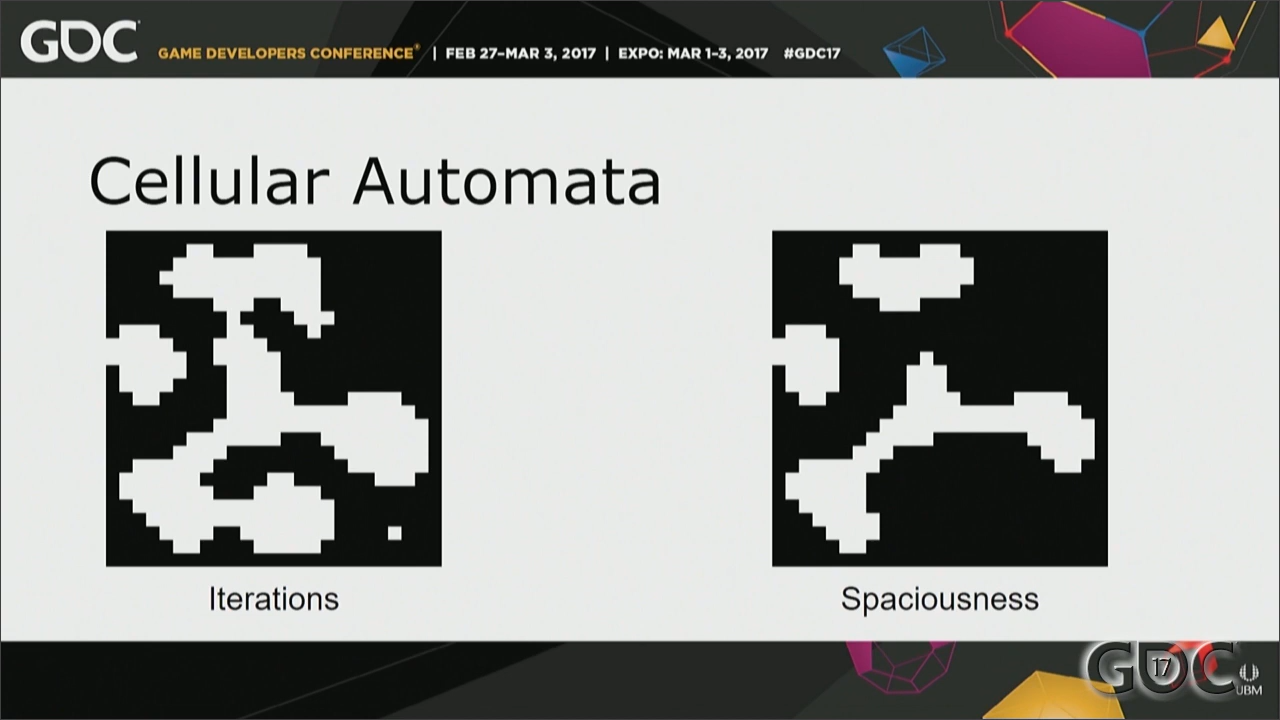 GDC GAME DEVELOPERS CONFERENCE® | FEB 27–MAR 3, 2017 | EXPO: MAR 1–3, 2017 #GDC17
Cellular Automata
Iterations
Spaciousness
GDC 17
UBM